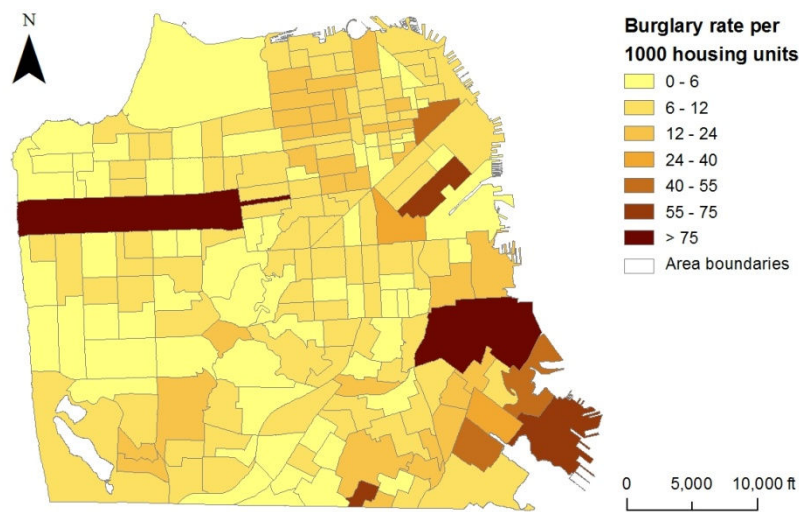 N
Burglary rate per
1000 housing units
0 - 6
6 - 12
12 - 24
24 - 40
40 - 55
55 - 75
> 75
Area boundaries
0 5,000 10,000 ft